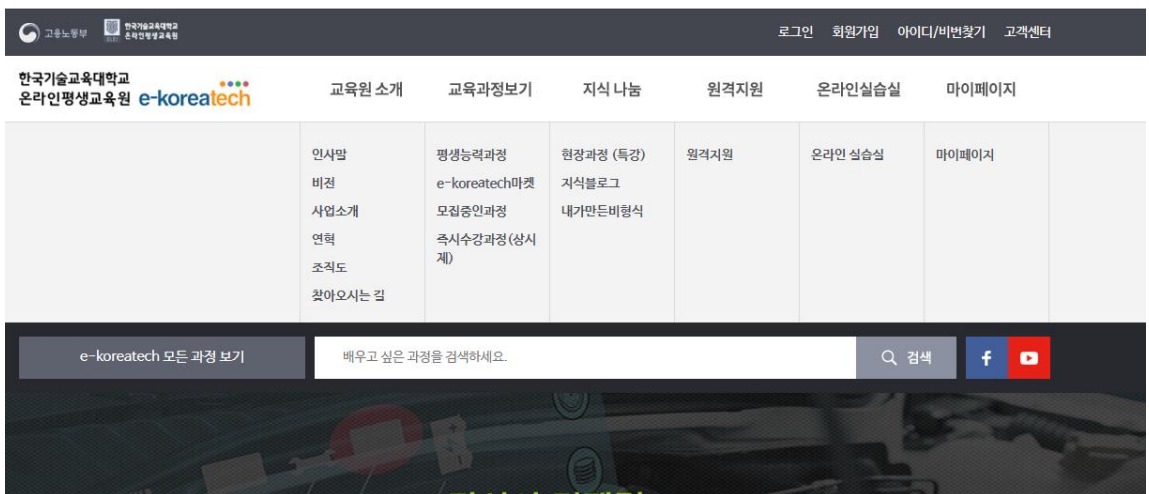 고용노동부
한국기술교육대학교
온라인평생교육원
로그인 회원가입 아이디/비번찾기 고객센터
한국기술교육대학교
온라인평생교육원 e-koreatech
교육원 소개 교육과정보기 지식 나눔 원격지원 온라인실습실 마이페이지
인사말
비전
사업소개
연혁
조직도
찾아오시는 길
평생능력과정
e-koreatech마켓
모집중인과정
즉시수강과정(상시
제)
현장과정 (특강)
지식블로그
내가만든비형식
원격지원
온라인 실습실
마이페이지
e-koreatech 모든 과정 보기
배우고 싶은 과정을 검색하세요.
검색